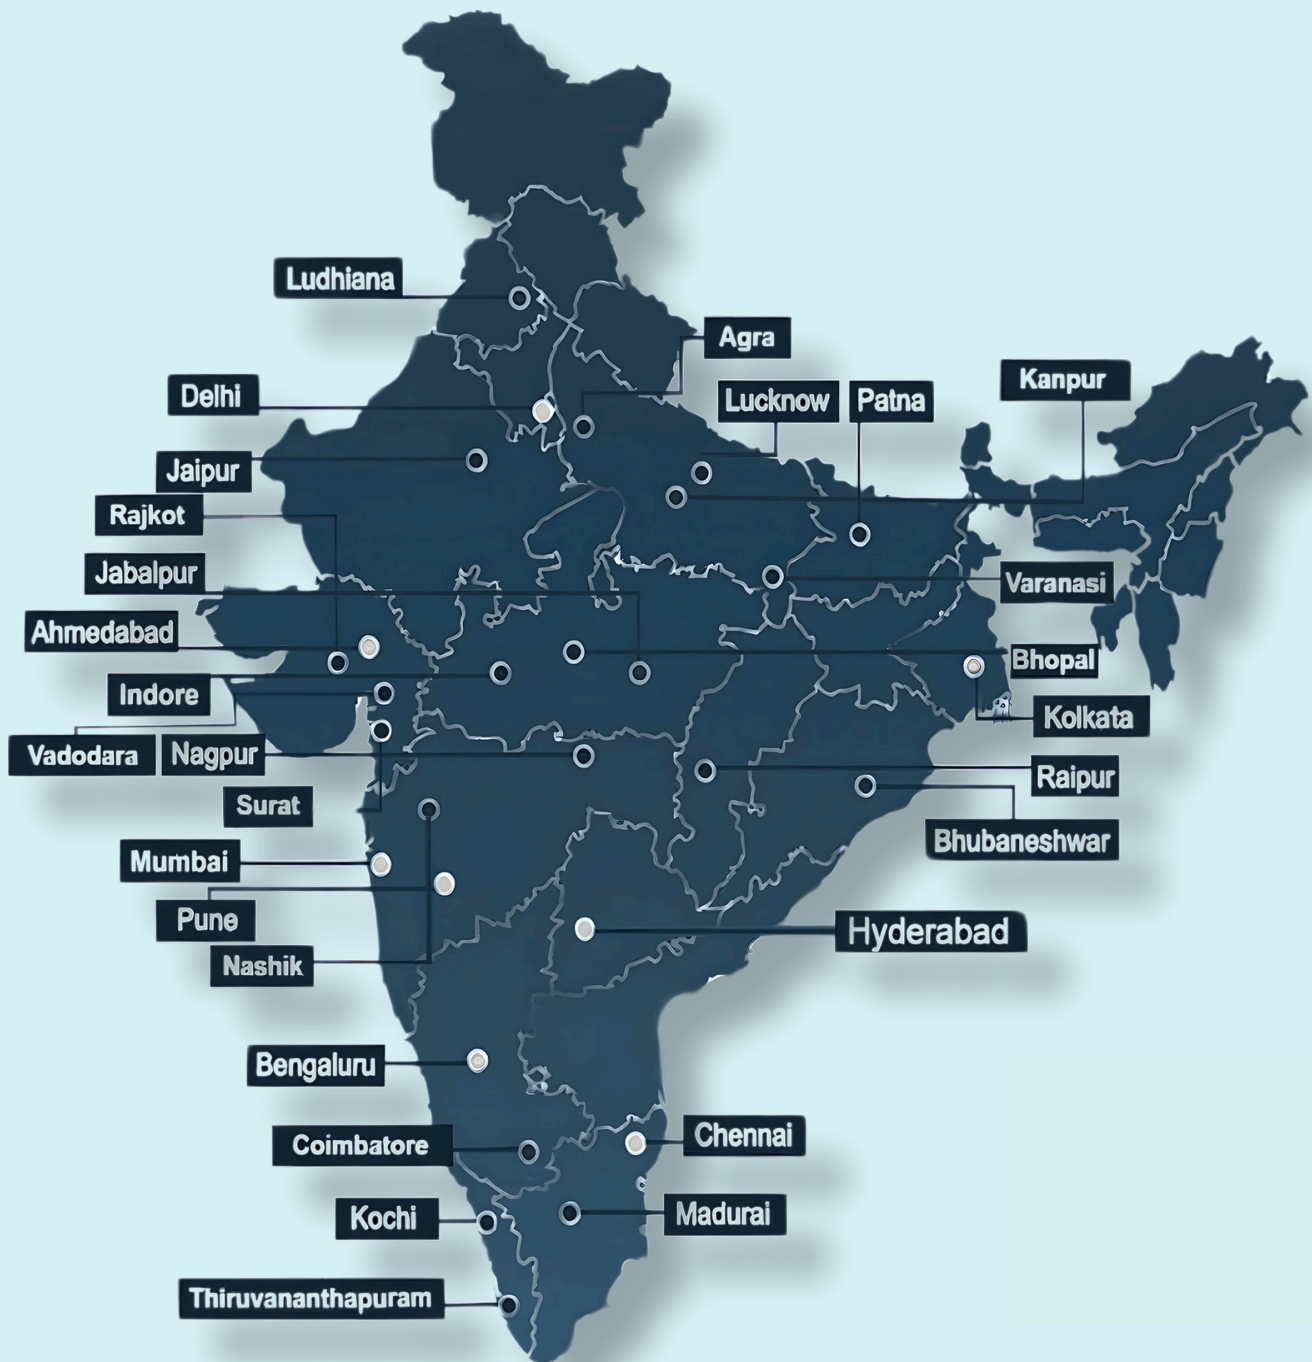 Ludhiana
Agra
Delhi
Lucknow
Patna
Kanpur
Jaipur
Rajkot
Jabalpur
Varanasi
Ahmedabad
Bhopal
Indore
Kolkata
Vadodara
Nagpur
Raipur
Surat
Bhubaneshwar
Mumbai
Pune
Hyderabad
Nashik
Bengaluru
Chennai
Coimbatore
Kochi
Madurai
Thiruvananthapuram